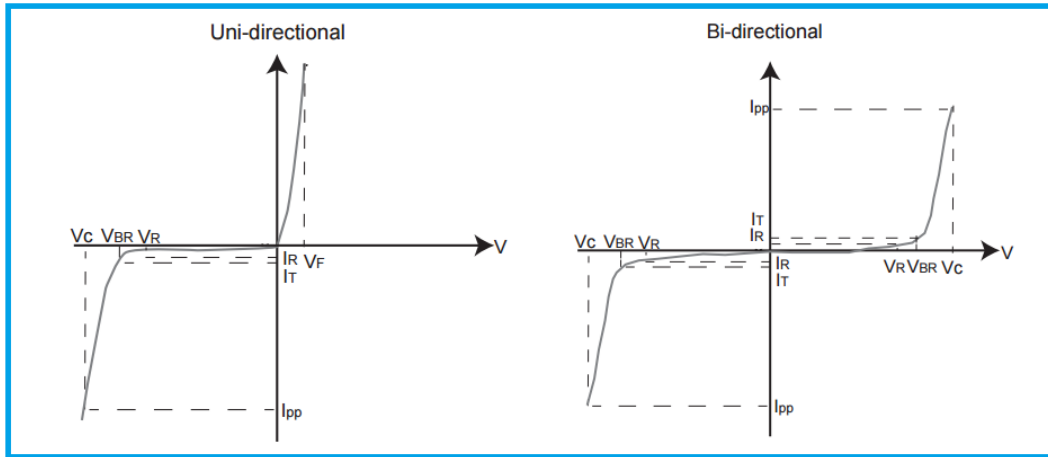 Uni-directional
Bi-directional
Vc VBR VR
IR VF
IT
V
Ipp
Ipp
IT
IR
Vc VBR VR
IR
IT
VR VBR Vc
V
Ipp